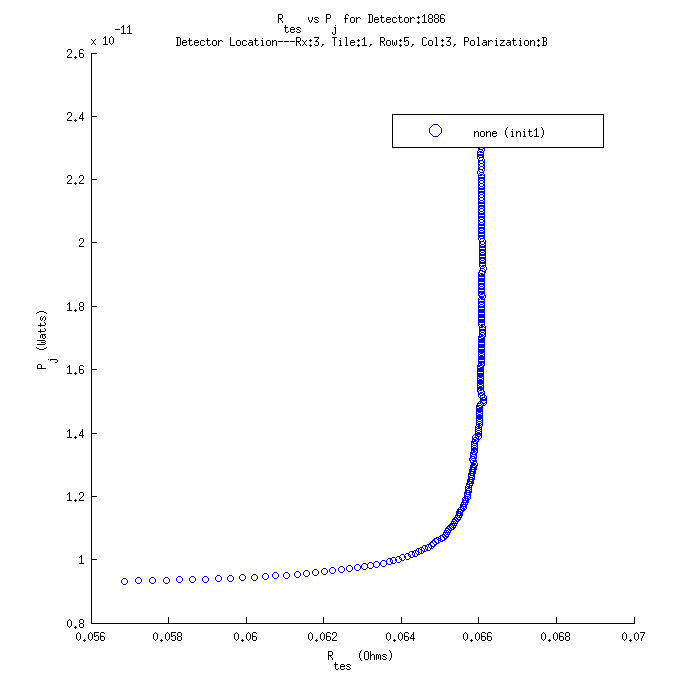 R_tes vs P_j for Detector:1886
Detector Location---Rx:3, Tile:1, Row:5, Col:3, Polarization:B
x 10^-11
2.6
2.4
none (init1)
2.2
2
1.8
P_j (Watts)
1.6
1.4
1.2
1
0.8
0.056 0.058 0.06 0.062 0.064 0.066 0.068 0.07
R_tes (Ohms)